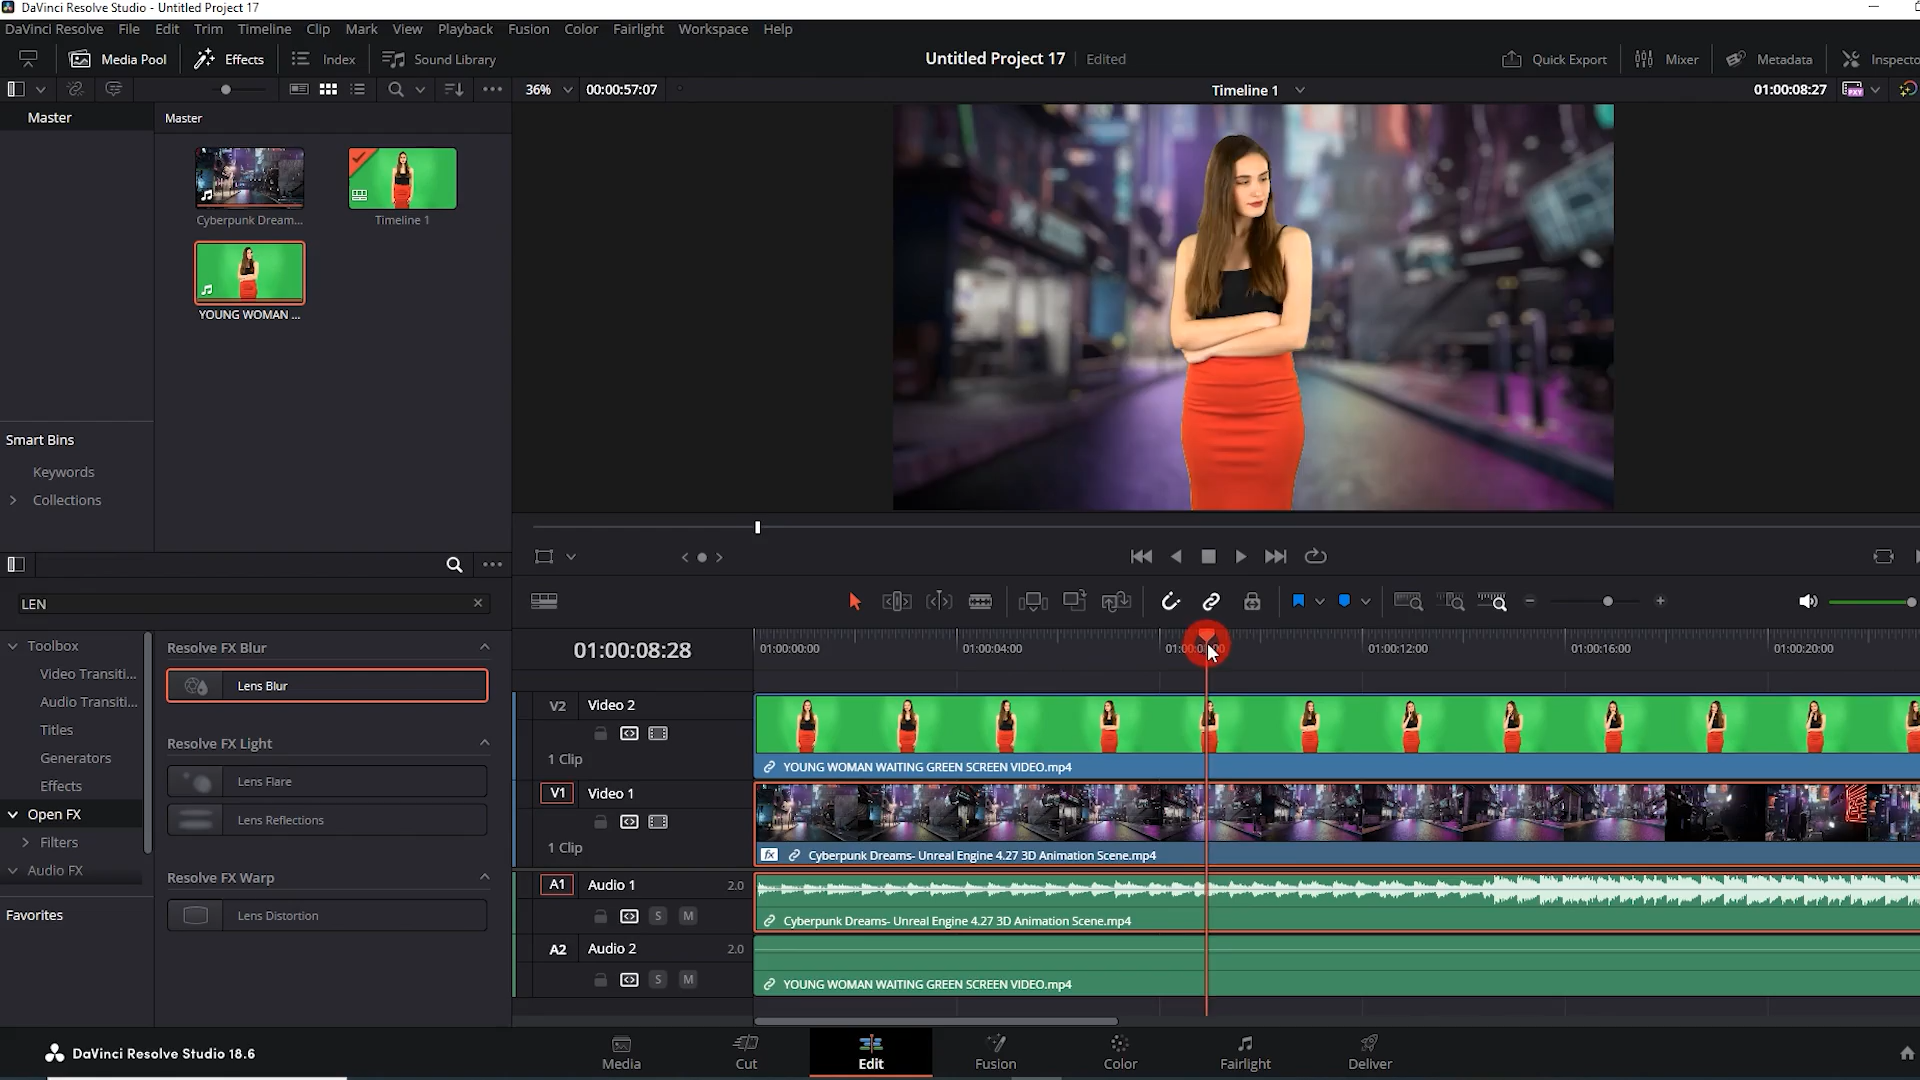 DaVinci Resolve Studio - Untitled Project 17
DaVinci Resolve File Edit Trim Timeline Clip Mark View Playback Fusion Color Fairlight Workspace Help
Media Pool Effects Index Sound Library Untitled Project 17 Edited Quick Export Mixer Metadata Inspecto
36% 00:00:57:07 Timeline 1 01:00:08:27
Master
Master
Cyberpunk Dream... Timeline 1
YOUNG WOMAN ...
Smart Bins
Keywords
Collections
LEN
Toolbox
Video Transiti...
Audio Transiti...
Titles
Generators
Effects
Open FX
Filters
Audio FX
Favorites
Resolve FX Blur
Lens Blur
Resolve FX Light
Lens Flare
Lens Reflections
Resolve FX Warp
Lens Distortion
01:00:08:28 01:00:00:00 01:00:04:00 01:00:12:00 01:00:16:00 01:00:20:00
V2 Video 2
1 Clip
YOUNG WOMAN WAITING GREEN SCREEN VIDEO.mp4
V1 Video 1
1 Clip
fx Cyberpunk Dreams- Unreal Engine 4.27 3D Animation Scene.mp4
A1 Audio 1 2.0
S M
Cyberpunk Dreams- Unreal Engine 4.27 3D Animation Scene.mp4
A2 Audio 2 2.0
S M
YOUNG WOMAN WAITING GREEN SCREEN VIDEO.mp4
DaVinci Resolve Studio 18.6
Media Cut Edit Fusion Color Fairlight Deliver